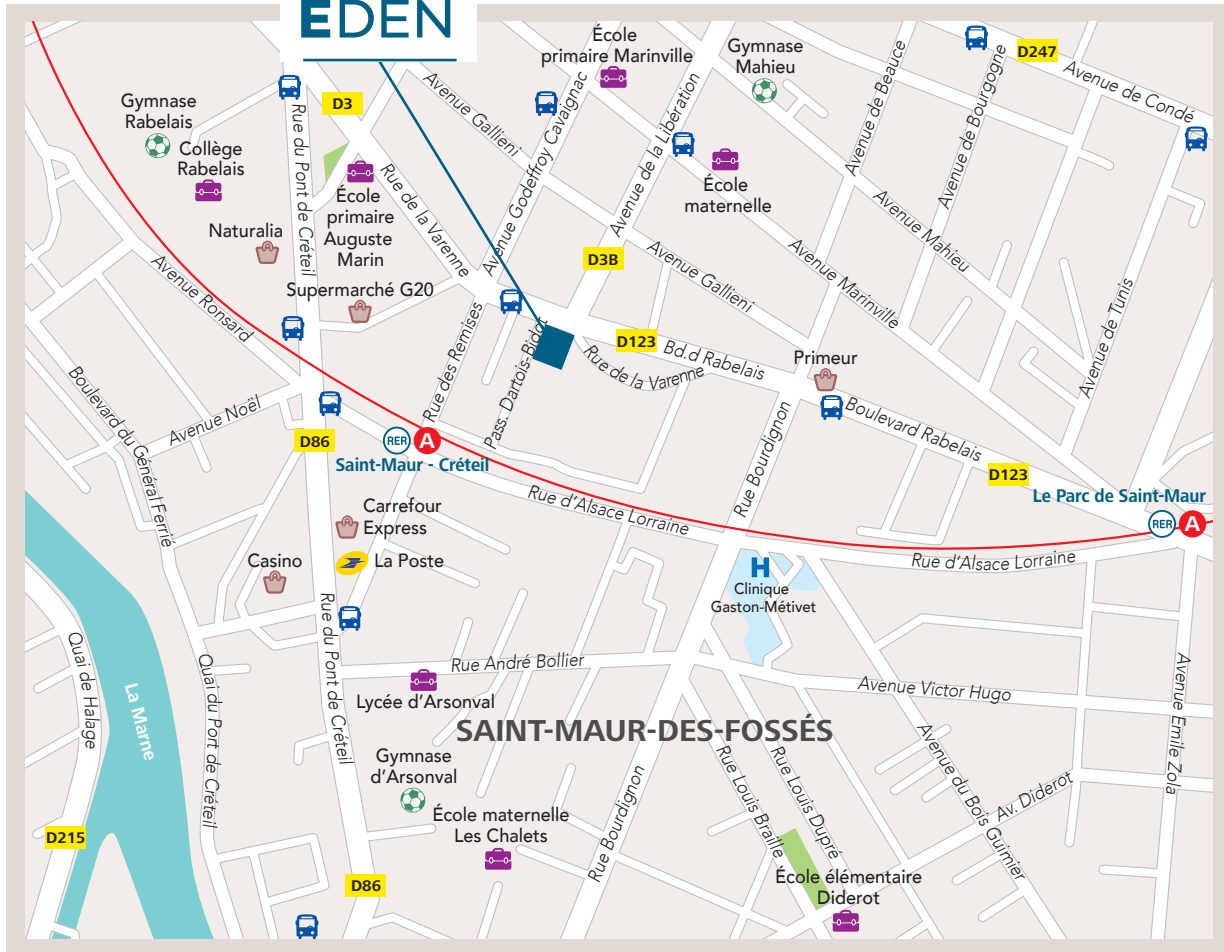 EDEN
École
primaire Marinville
Gymnase
Mahieu
D247
Avenue de Condé
Avenue de Beauce
Avenue de Bourgogne
D3
Gymnase
Rabelais
Collège
Rabelais
Rue du Pont de Créteil
Avenue Gallieni
Avenue Godeffroy Cavaignac
Avenue de la Libération
École
maternelle
École
primaire
Auguste
Marin
Rue de la Varenne
Naturalia
Supermarché G20
Avenue Ronsard
D3B
Avenue Gallieni
Avenue Marinville
Avenue Mahieu
Avenue de Tunis
D123
Bd.d Rabelais
Rue de la Varenne
Primeur
Boulevard Rabelais
D123
Le Parc de Saint-Maur
RER
A
Rue des Remises
Pass. Dartois-Bidot
Boulevard du Général Ferrié
Avenue Noël
D86
RER
A
Saint-Maur - Créteil
Rue d'Alsace Lorraine
Rue Bourdignon
Rue d'Alsace Lorraine
Carrefour
Express
La Poste
Casino
H
Clinique
Gaston-Métivet
Quai de Halage
La Marne
Quai du Port de Créteil
Rue du Pont de Créteil
Rue André Bollier
Lycée d'Arsonval
Avenue Victor Hugo
Avenue Emile Zola
SAINT-MAUR-DES-FOSSÉS
Gymnase
d'Arsonval
École maternelle
Les Chalets
Rue Bourdignon
Rue Louis Braille
Rue Louis Dupré
Avenue du Bois Guimier
Av. Diderot
D215
D86
École élémentaire
Diderot